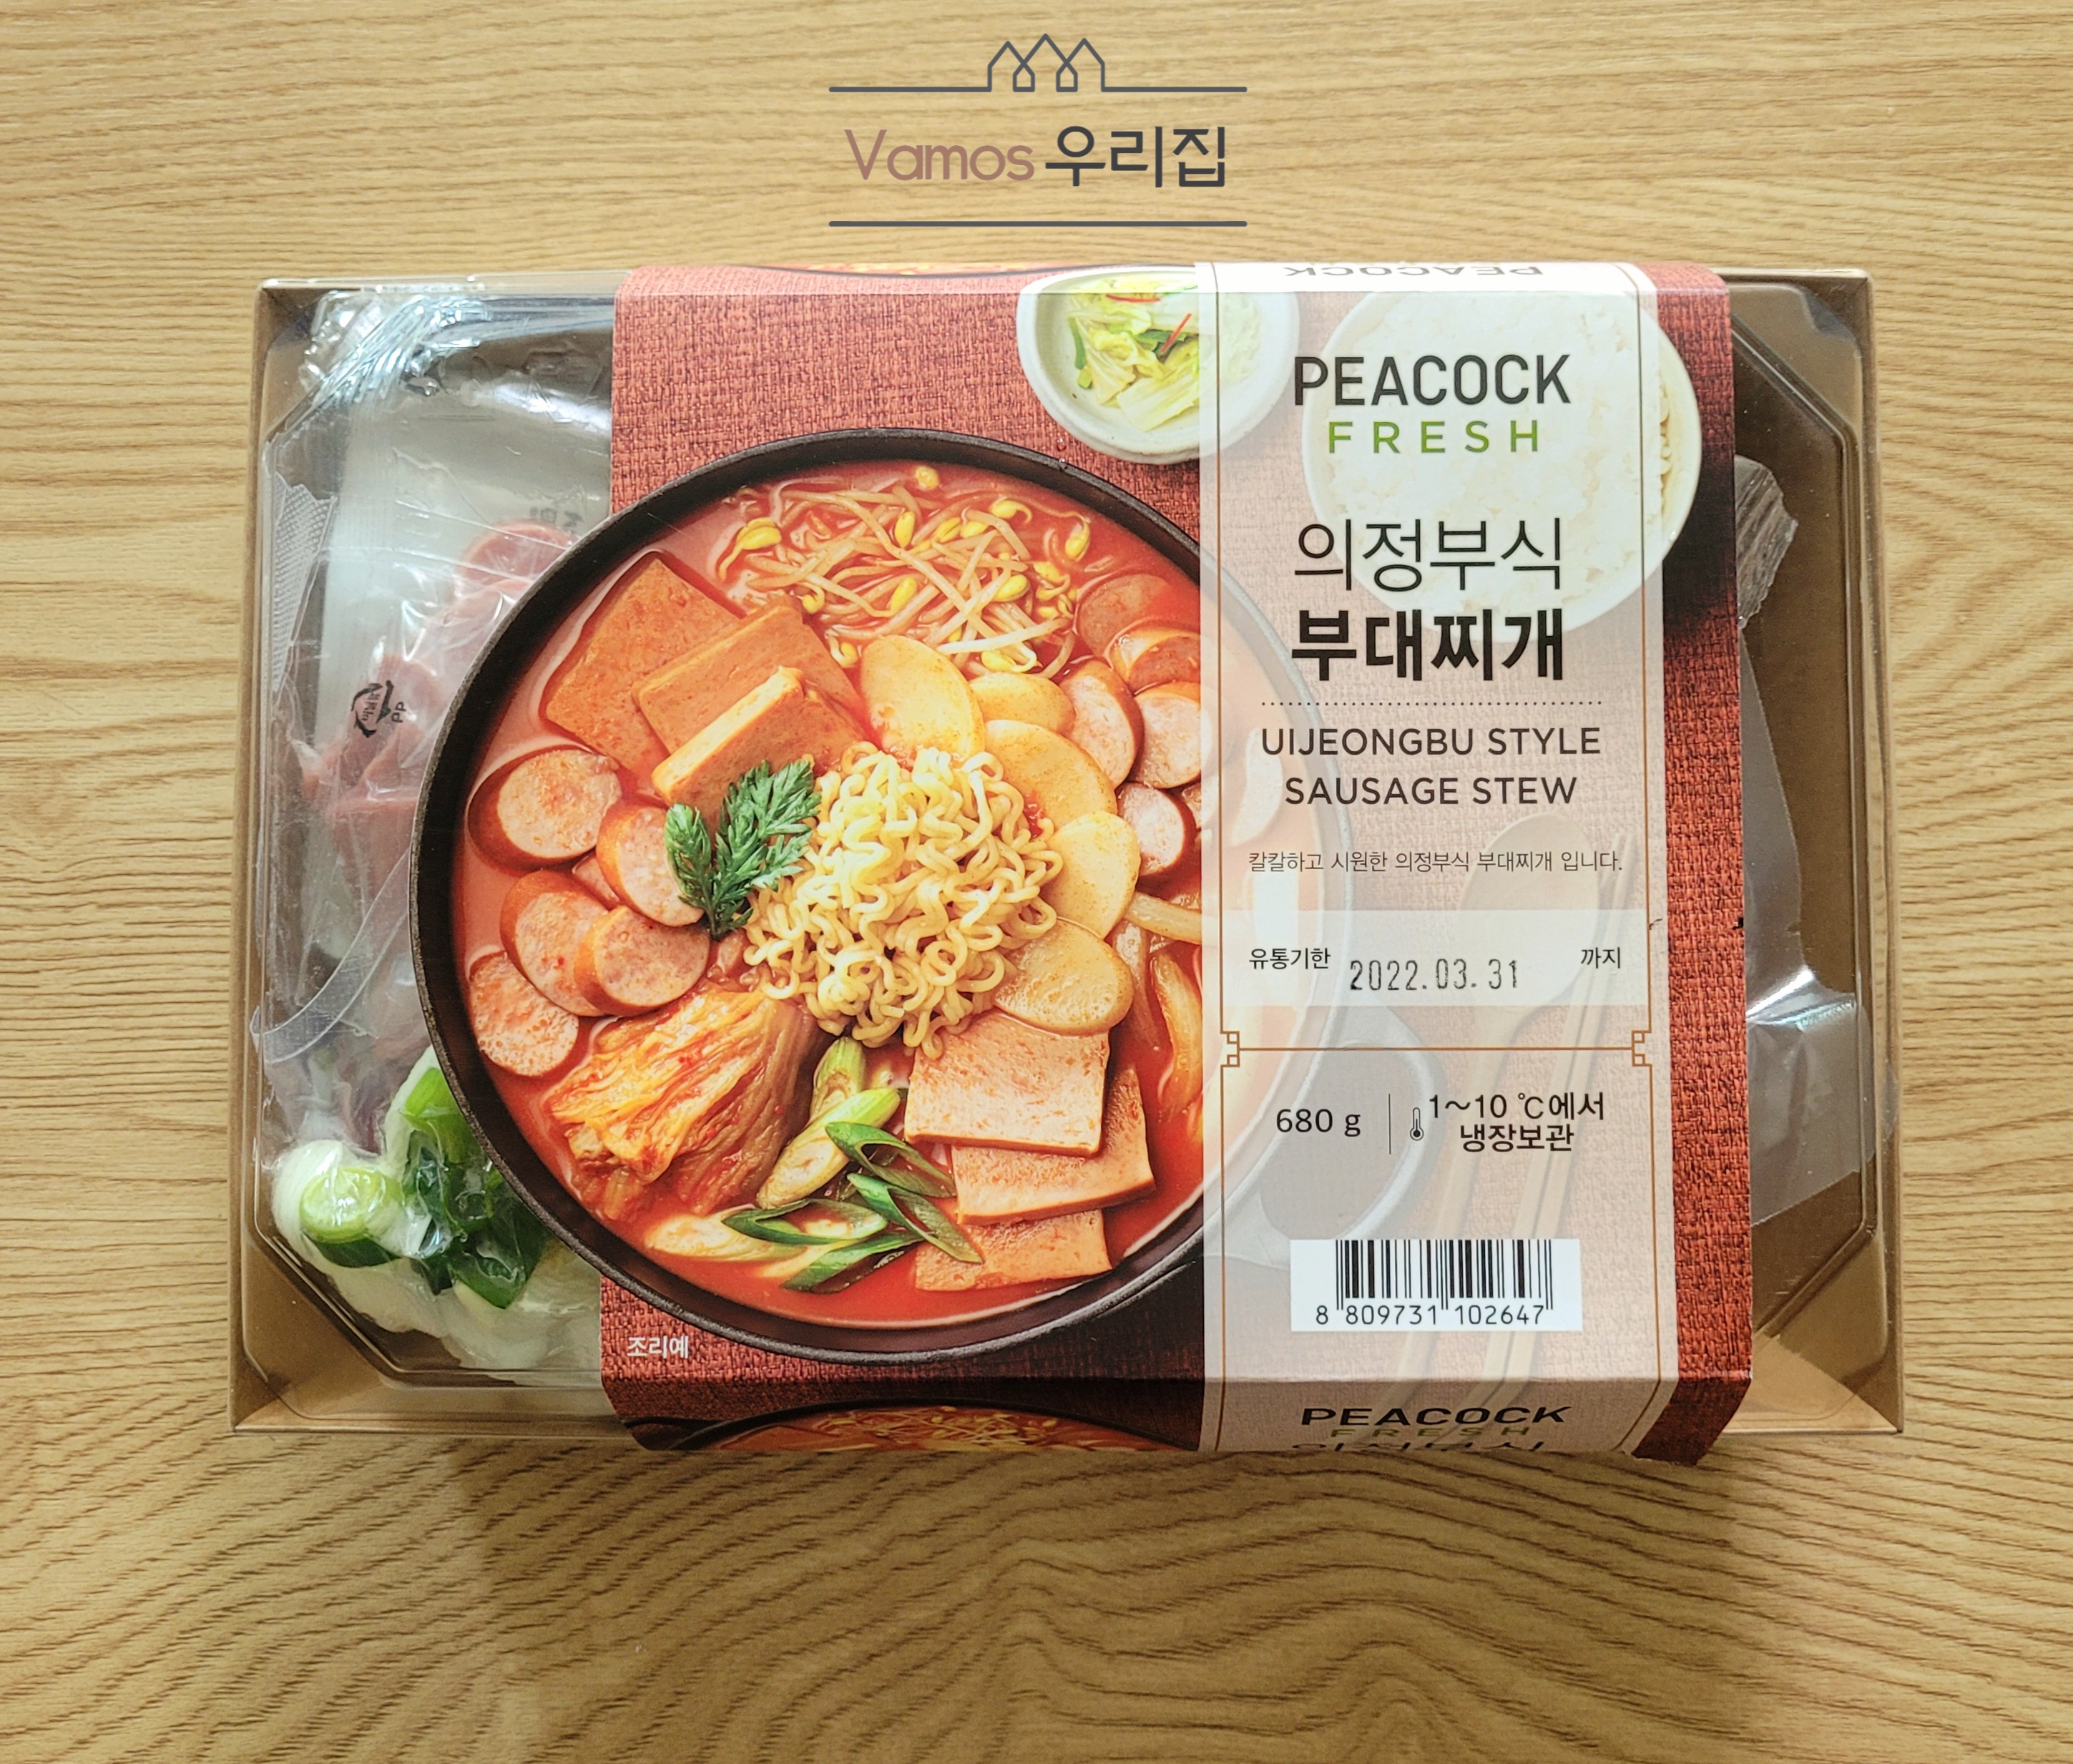 Vamos 우리집
PEACOCK
PEACOCK
FRESH
의정부식
부대찌개
UIJEONGBU STYLE
SAUSAGE STEW
칼칼하고 시원한 의정부식 부대찌개 입니다.
유통기한 2022.03.31 까지
680 g
1~10 ℃에서
냉장보관
8 809731 102647
조리예
PEACOCK
FRESH